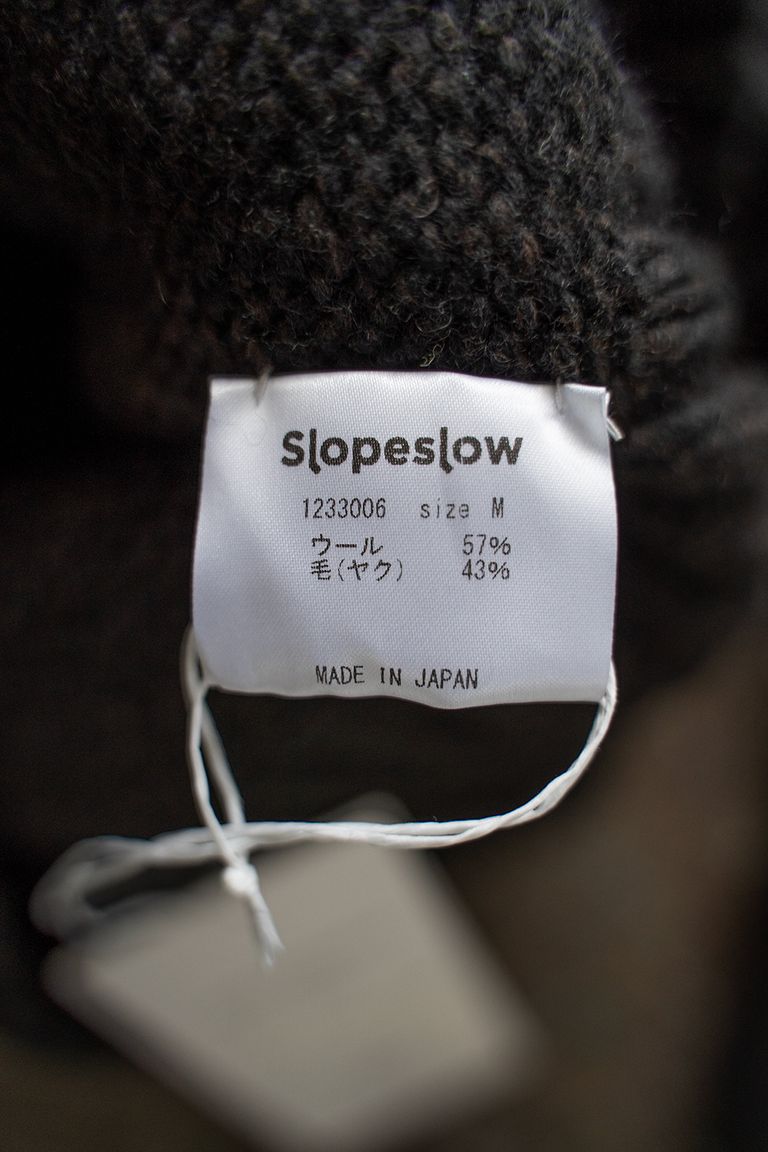 Slopeslow
1233006 size M
ウール 57%
毛(ヤク) 43%
MADE IN JAPAN